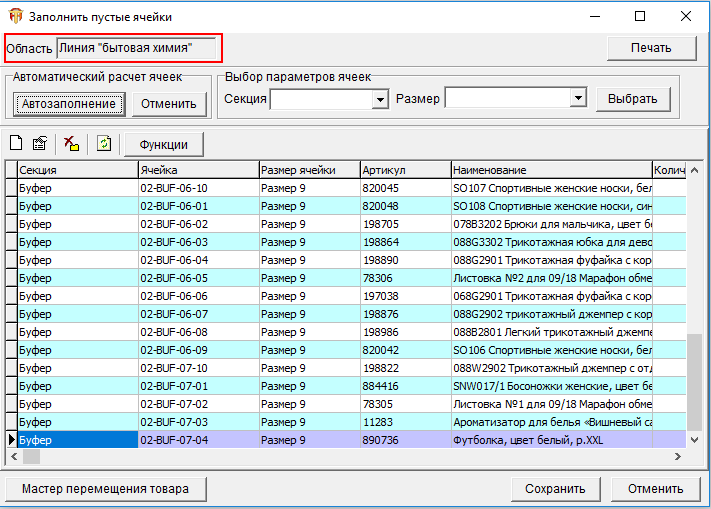 Заполнить пустые ячейки
Область Линия "бытовая химия" Печать
Автоматический расчет ячеек Выбор параметров ячеек
Автозаполнение Отменить Секция Размер Выбрать
Функции
Секция Ячейка Размер ячейки Артикул Наименование Колич
Буфер 02-BUF-06-10 Размер 9 820045 SO107 Спортивные женские носки, бел
Буфер 02-BUF-06-01 Размер 9 820048 SO108 Спортивные женские носки, син
Буфер 02-BUF-06-02 Размер 9 198705 078B3202 Брюки для мальчика, цвет б
Буфер 02-BUF-06-03 Размер 9 198864 088G3302 Трикотажная юбка для дево
Буфер 02-BUF-06-04 Размер 9 198890 088G2901 Трикотажная фуфайка с кор
Буфер 02-BUF-06-05 Размер 9 78306 Листовка №2 для 09/18 Марафон обме
Буфер 02-BUF-06-06 Размер 9 197038 068G2901 Трикотажная фуфайка с кор
Буфер 02-BUF-06-07 Размер 9 198876 088G2902 трикотажный джемпер с кор
Буфер 02-BUF-06-08 Размер 9 198986 088B2801 Легкий трикотажный джемпе
Буфер 02-BUF-06-09 Размер 9 820042 SO106 Спортивные женские носки, бел
Буфер 02-BUF-07-10 Размер 9 198822 088W2902 Трикотажный джемпер с отд
Буфер 02-BUF-07-01 Размер 9 884416 SNW017/1 Босоножки женские, цвет бе
Буфер 02-BUF-07-02 Размер 9 78305 Листовка №1 для 09/18 Марафон обме
Буфер 02-BUF-07-03 Размер 9 11283 Ароматизатор для белья «Вишневый са
Буфер 02-BUF-07-04 Размер 9 890736 Футболка, цвет белый, р.XXL
Мастер перемещения товара Сохранить Отменить